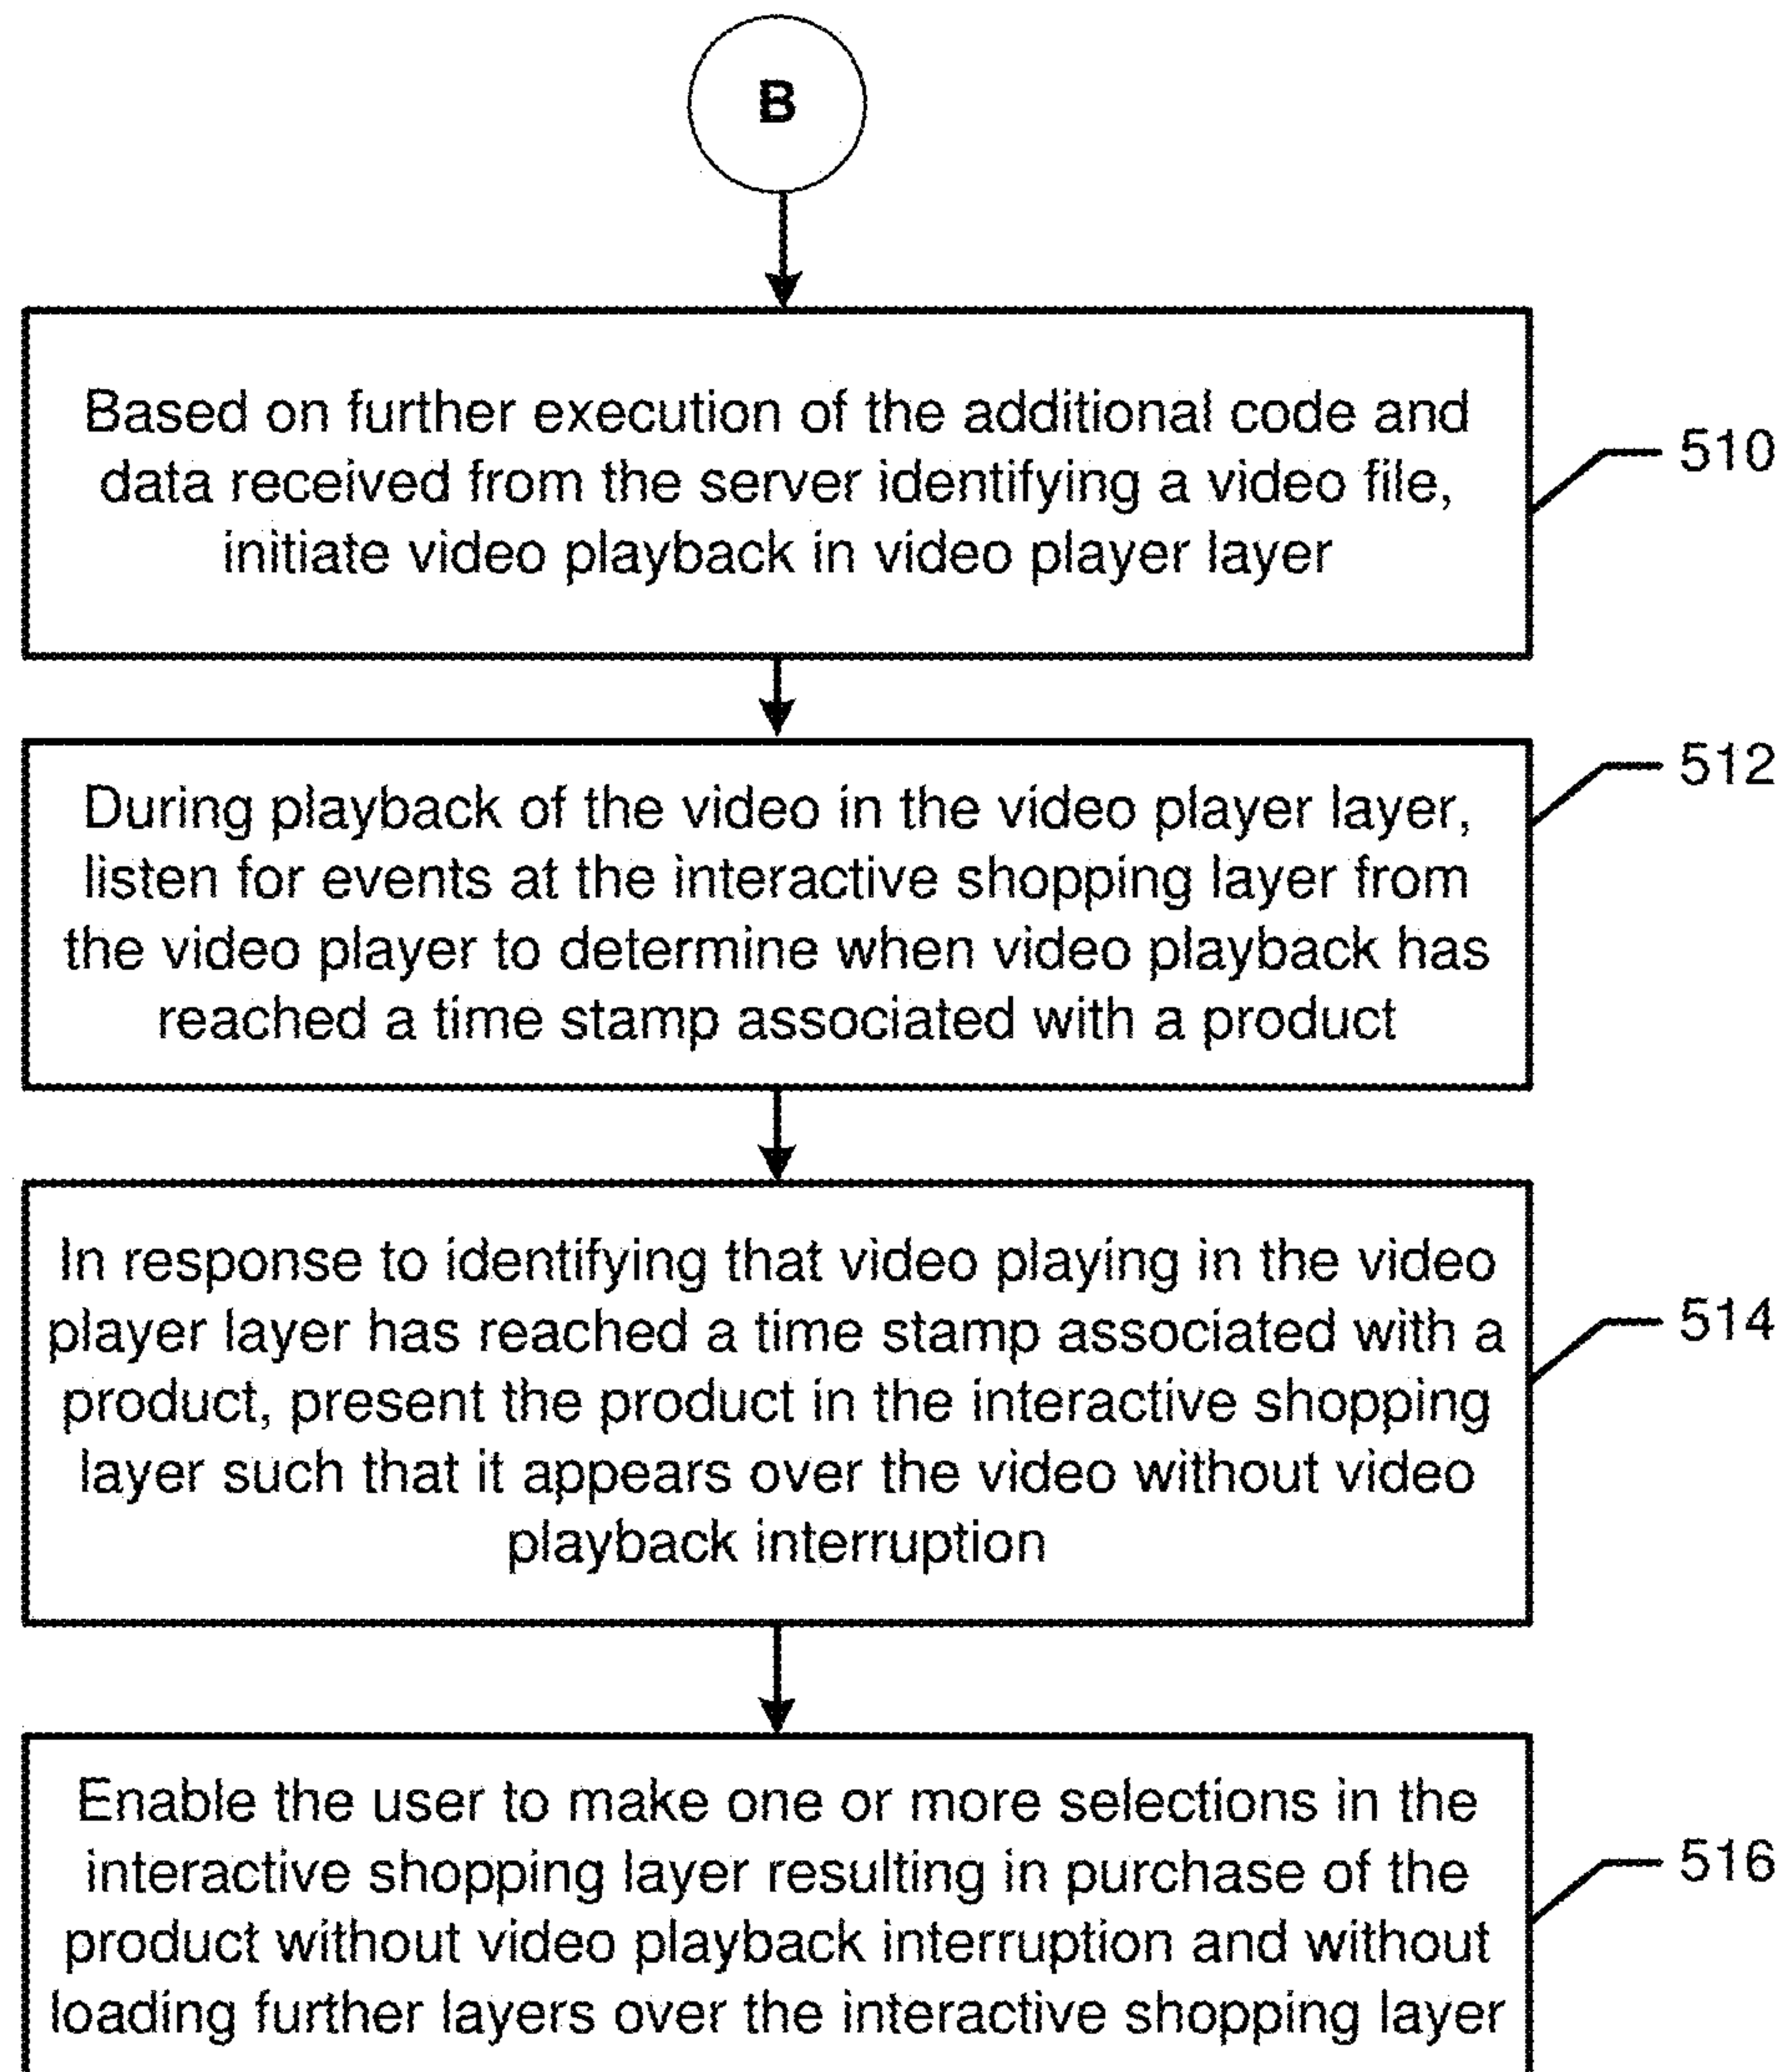 B
Based on further execution of the additional code and
data received from the server identifying a video file,
initiate video playback in video player layer
510
During playback of the video in the video player layer,
listen for events at the interactive shopping layer from
the video player to determine when video playback has
reached a time stamp associated with a product
512
In response to identifying that video playing in the video
player layer has reached a time stamp associated with a
product, present the product in the interactive shopping
layer such that it appears over the video without video
playback interruption
514
Enable the user to make one or more selections in the
interactive shopping layer resulting in purchase of the
product without video playback interruption and without
loading further layers over the interactive shopping layer
516